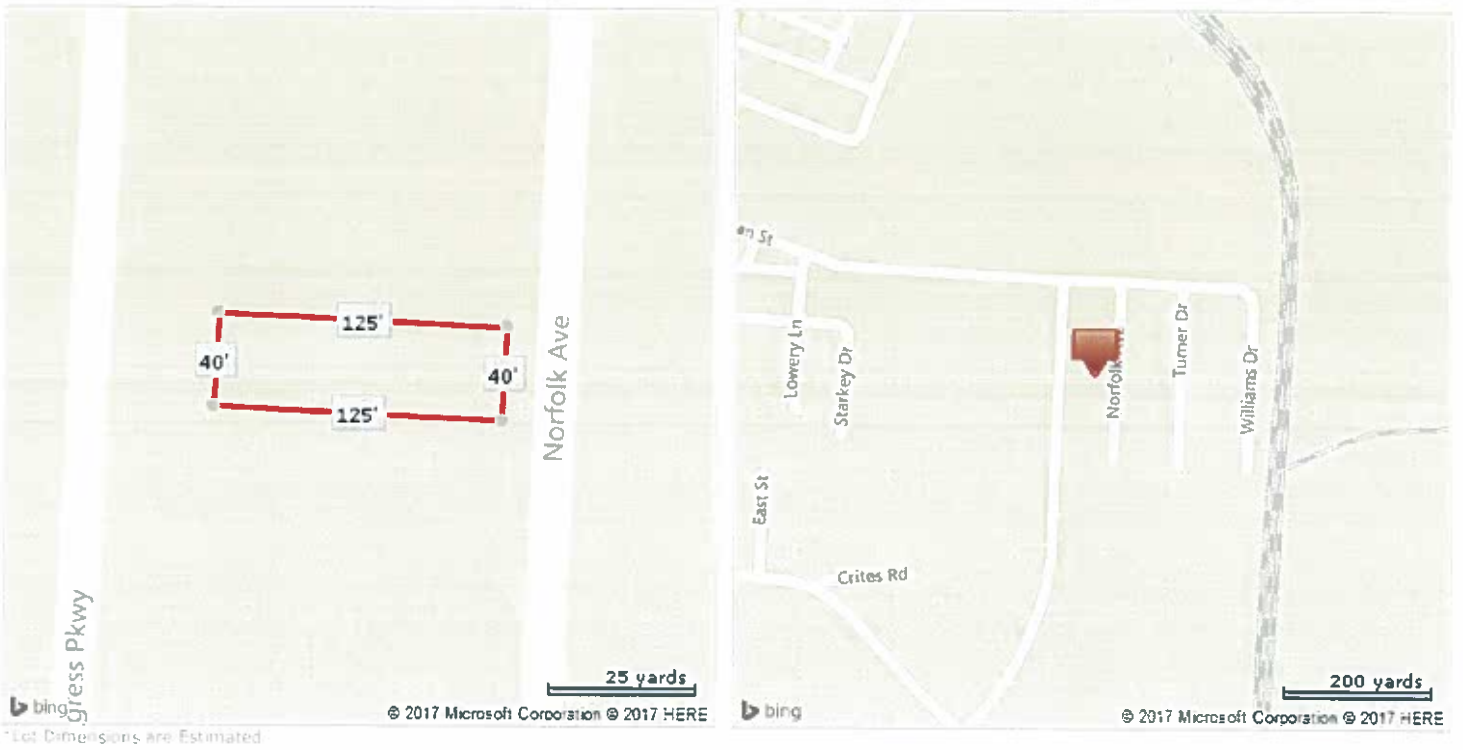 125'
40'
40'
125'
Norfolk Ave
gress Pkwy
25 yards
bing
© 2017 Microsoft Corporation © 2017 HERE
*Lot Dimensions are Estimated
en St
Lowery Ln
Starkey Dr
Norfolk
Turner Dr
Williams Dr
East St
Crites Rd
200 yards
bing
© 2017 Microsoft Corporation © 2017 HERE